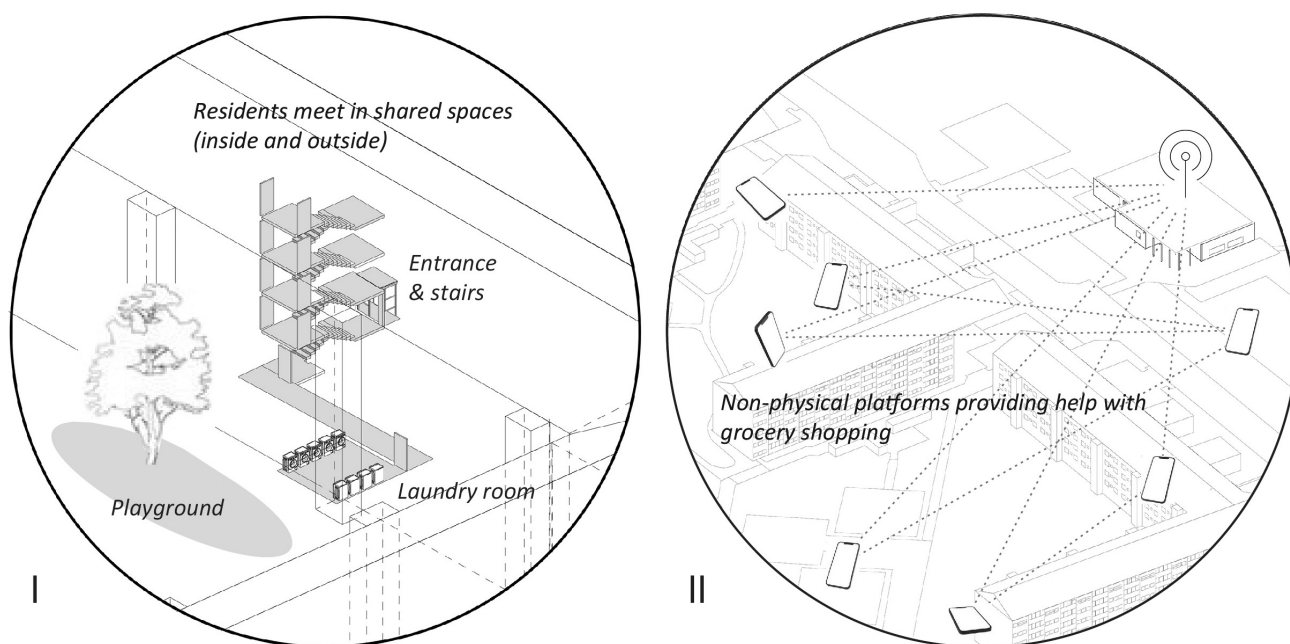 Residents meet in shared spaces
(inside and outside)
Entrance
& stairs
Laundry room
Playground
I
Non-physical platforms providing help with
grocery shopping
II